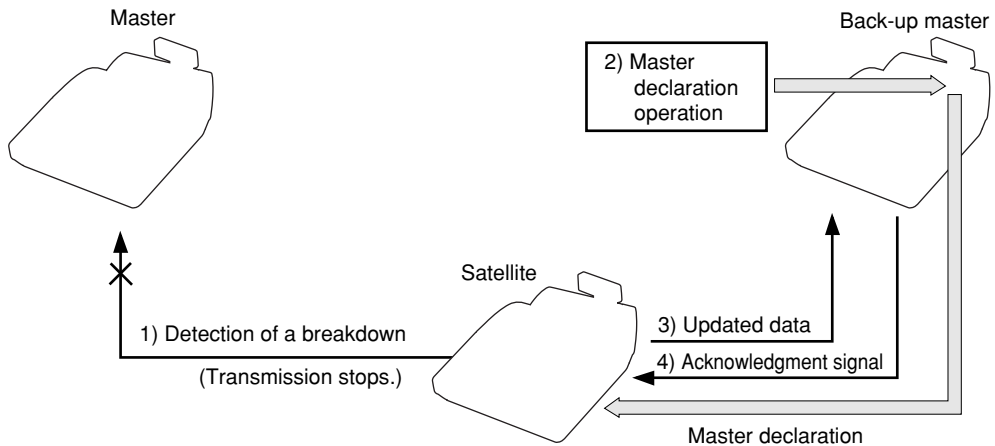 Master
Back-up master
2) Master
declaration
operation
Satellite
1) Detection of a breakdown
(Transmission stops.)
3) Updated data
4) Acknowledgment signal
Master declaration